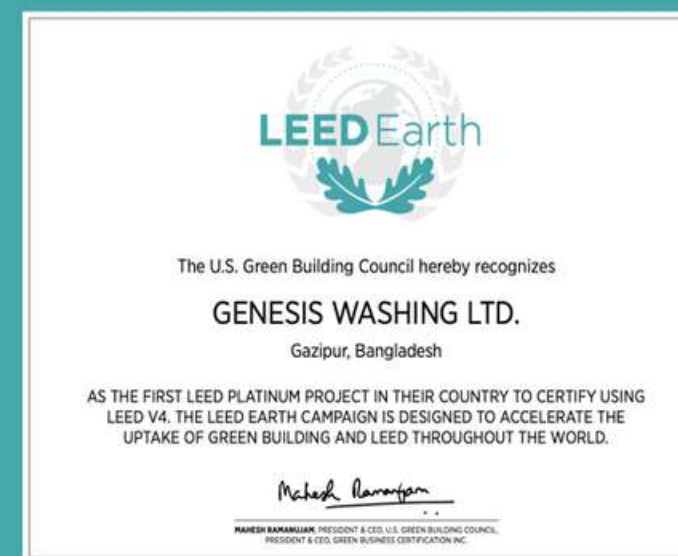 LEED Earth
The U.S. Green Building Council hereby recognizes
GENESIS WASHING LTD.
Gazipur, Bangladesh
AS THE FIRST LEED PLATINUM PROJECT IN THEIR COUNTRY TO CERTIFY USING
LEED V4. THE LEED EARTH CAMPAIGN IS DESIGNED TO ACCELERATE THE
UPTAKE OF GREEN BUILDING AND LEED THROUGHOUT THE WORLD.
Mahesh Ramanujam
MAHESH RAMANUJAM, PRESIDENT & CEO, U.S. GREEN BUILDING COUNCIL,
PRESIDENT & CEO, GREEN BUSINESS CERTIFICATION INC.